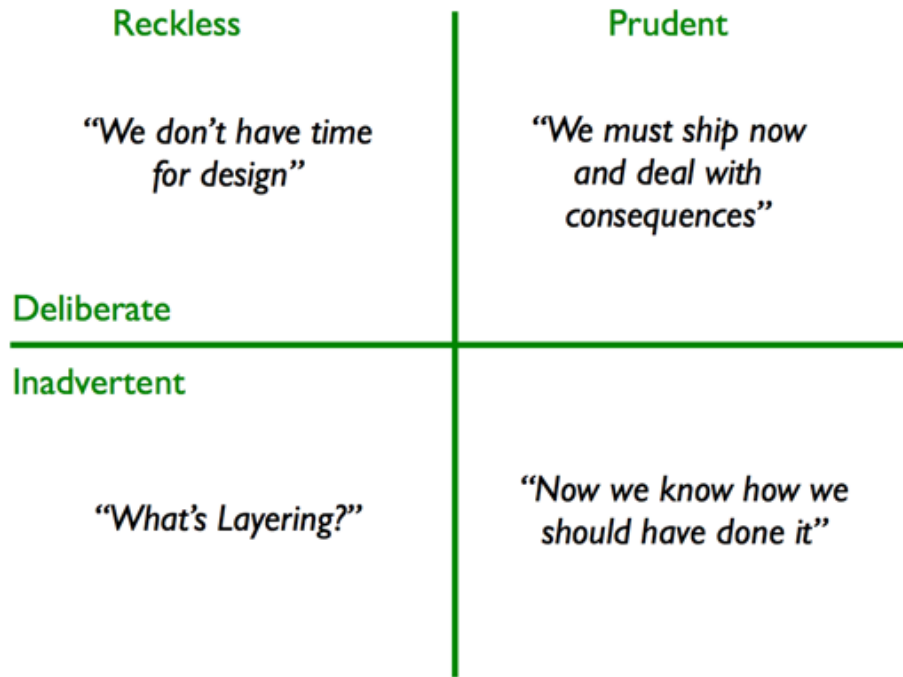 Reckless
Prudent
“We don’t have time
for design”
“We must ship now
and deal with
consequences”
Deliberate
Inadvertent
“What’s Layering?”
“Now we know how we
should have done it”